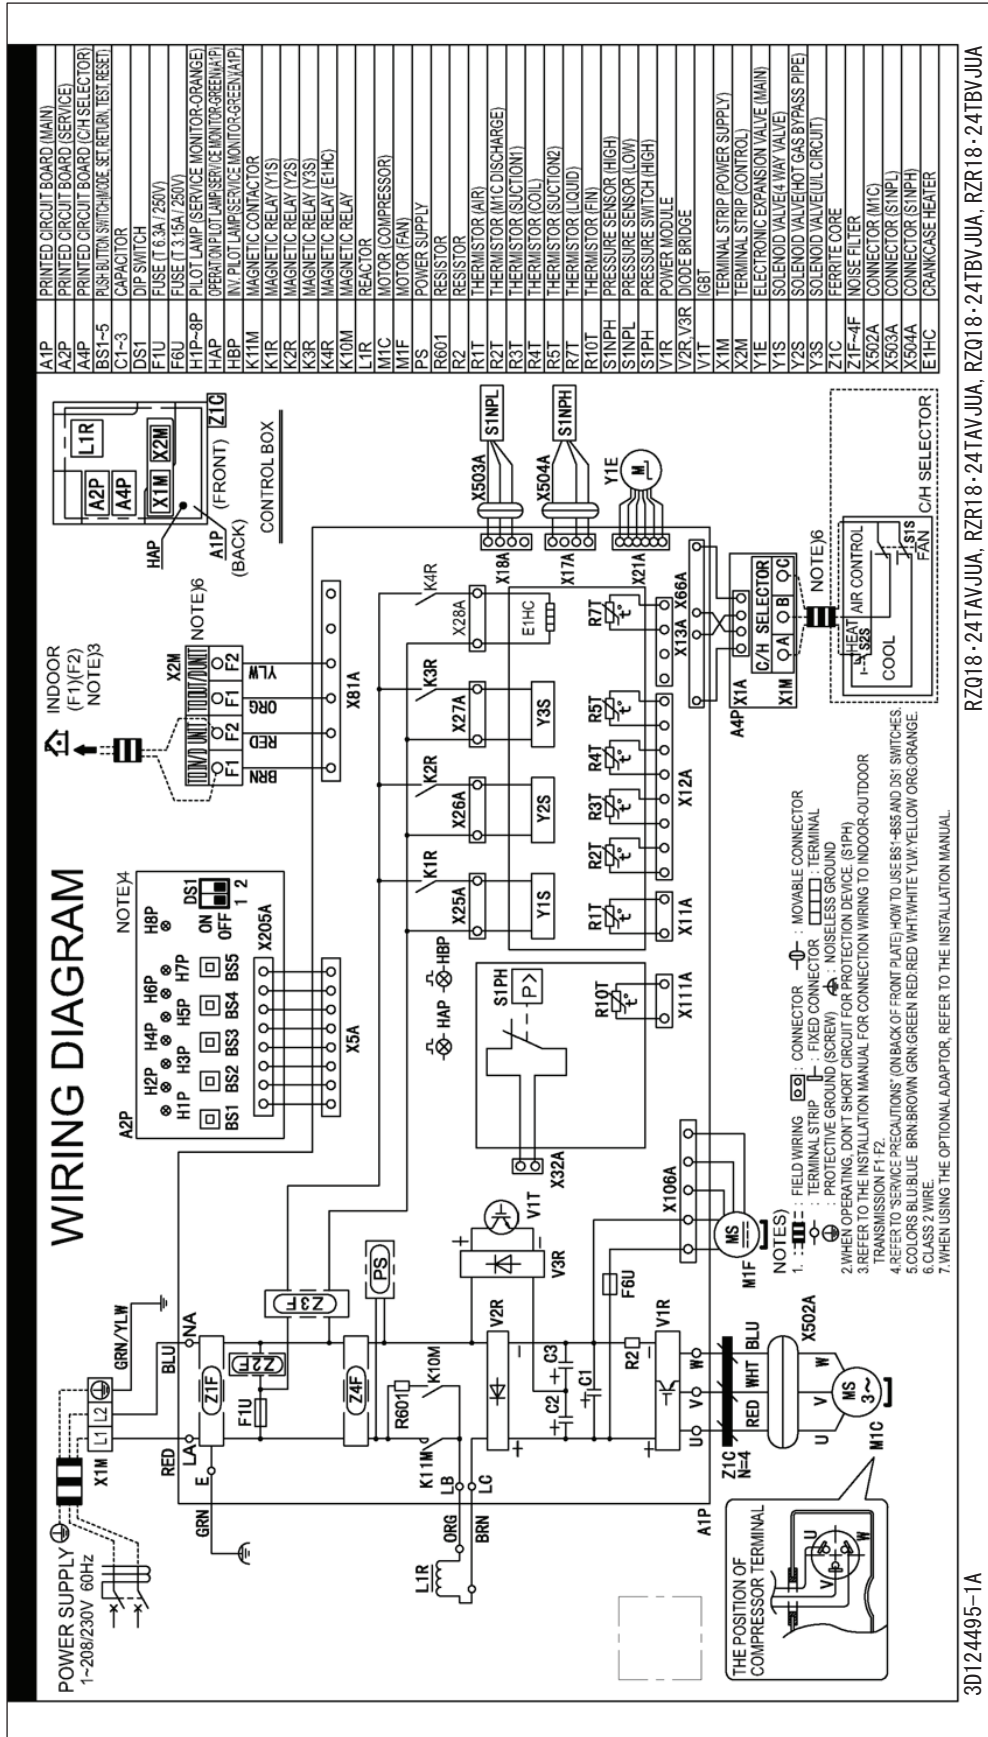 WIRING DIAGRAM
POWER SUPPLY
1~208/230V 60Hz
X1M
L1
L2
GRN/YLW
RED
BLU
LA
NA
E
GRN
Z1F
F1U
Z2F
Z3F
Z4F
PS
R601
K10M
K11M
LB
LC
ORG
BRN
L1R
V2R
V3R
V1T
+
−
+
−
+
C2
+
C3
+
C1
R2
V1R
+
−
F6U
U
V
W
A1P
Z1C
N=4
RED
WHT
BLU
X502A
U
V
W
MS
3~
M1C
THE POSITION OF
COMPRESSOR TERMINAL
U
V
W
X106A
MS
M1F
A2P
NOTE)4
H1P
H2P
H3P
H4P
H5P
H6P
H7P
H8P
BS1
BS2
BS3
BS4
BS5
DS1
ON
OFF
1 2
X205A
X5A
HAP
HBP
S1PH
P>
X32A
R10T
t°
X111A
INDOOR
(F1)(F2)
NOTE)3
X2M
NOTE)6
TO IN/D UNIT
TO OUT/D UNIT
F1
F2
F1
F2
BRN
RED
ORG
YLW
X81A
K1R
K2R
K3R
K4R
X25A
X26A
X27A
X28A
Y1S
Y2S
Y3S
E1HC
R1T
t°
R2T
t°
R3T
t°
R4T
t°
R5T
t°
R7T
t°
X11A
X12A
X13A
X18A
X503A
S1NPL
X17A
X504A
S1NPH
X21A
Y1E
M
X66A
A4P
X1A
C/H SELECTOR
X1M
A
B
C
NOTE)6
S2S
HEAT
AIR CONTROL
COOL
S1S
FAN
C/H SELECTOR
HAP
A1P
(BACK)
A2P
A4P
L1R
X1M
X2M
Z1C
(FRONT)
CONTROL BOX
NOTES)
1. : FIELD WIRING : CONNECTOR : MOVABLE CONNECTOR
: TERMINAL STRIP : FIXED CONNECTOR : TERMINAL
: PROTECTIVE GROUND (SCREW) : NOISELESS GROUND
2.WHEN OPERATING, DON'T SHORT CIRCUIT FOR PROTECTION DEVICE. (S1PH)
3.REFER TO THE INSTALLATION MANUAL FOR CONNECTION WIRING TO INDOOR-OUTDOOR
TRANSMISSION F1·F2.
4.REFER TO "SERVICE PRECAUTIONS" (ON BACK OF FRONT PLATE) HOW TO USE BS1~BS5 AND DS1 SWITCHES.
5.COLORS BLU:BLUE BRN:BROWN GRN:GREEN RED:RED WHT:WHITE YLW:YELLOW ORG:ORANGE.
6.CLASS 2 WIRE.
7.WHEN USING THE OPTIONAL ADAPTOR, REFER TO THE INSTALLATION MANUAL.
A1P PRINTED CIRCUIT BOARD (MAIN)
A2P PRINTED CIRCUIT BOARD (SERVICE)
A4P PRINTED CIRCUIT BOARD (C/H SELECTOR)
BS1~5 PUSH BUTTON SWITCH(MODE, SET, RETURN, TEST, RESET)
C1~3 CAPACITOR
DS1 DIP SWITCH
F1U FUSE (T 6.3A / 250V)
F6U FUSE (T 3.15A / 250V)
H1P~8P PILOT LAMP (SERVICE MONITOR-ORANGE)
HAP OPERATION PILOT LAMP(SERVICE MONITOR-GREEN)(A1P)
HBP INV. PILOT LAMP(SERVICE MONITOR-GREEN)(A1P)
K11M MAGNETIC CONTACTOR
K1R MAGNETIC RELAY (Y1S)
K2R MAGNETIC RELAY (Y2S)
K3R MAGNETIC RELAY (Y3S)
K4R MAGNETIC RELAY (E1HC)
K10M MAGNETIC RELAY
L1R REACTOR
M1C MOTOR (COMPRESSOR)
M1F MOTOR (FAN)
PS POWER SUPPLY
R601 RESISTOR
R2 RESISTOR
R1T THERMISTOR (AIR)
R2T THERMISTOR (M1C DISCHARGE)
R3T THERMISTOR (SUCTION1)
R4T THERMISTOR (COIL)
R5T THERMISTOR (SUCTION2)
R7T THERMISTOR (LIQUID)
R10T THERMISTOR (FIN)
S1NPH PRESSURE SENSOR (HIGH)
S1NPL PRESSURE SENSOR (LOW)
S1PH PRESSURE SWITCH (HIGH)
V1R POWER MODULE
V2R,V3R DIODE BRIDGE
V1T IGBT
X1M TERMINAL STRIP (POWER SUPPLY)
X2M TERMINAL STRIP (CONTROL)
Y1E ELECTRONIC EXPANSION VALVE (MAIN)
Y1S SOLENOID VALVE(4 WAY VALVE)
Y2S SOLENOID VALVE(HOT GAS BYPASS PIPE)
Y3S SOLENOID VALVE(U/L CIRCUIT)
Z1C FERRITE CORE
Z1F~4F NOISE FILTER
X502A CONNECTOR (M1C)
X503A CONNECTOR (S1NPL)
X504A CONNECTOR (S1NPH)
E1HC CRANKCASE HEATER
3D124495-1A
RZQ18·24TAVJUA, RZR18·24TAVJUA, RZQ18·24TBVJUA, RZR18·24TBVJUA